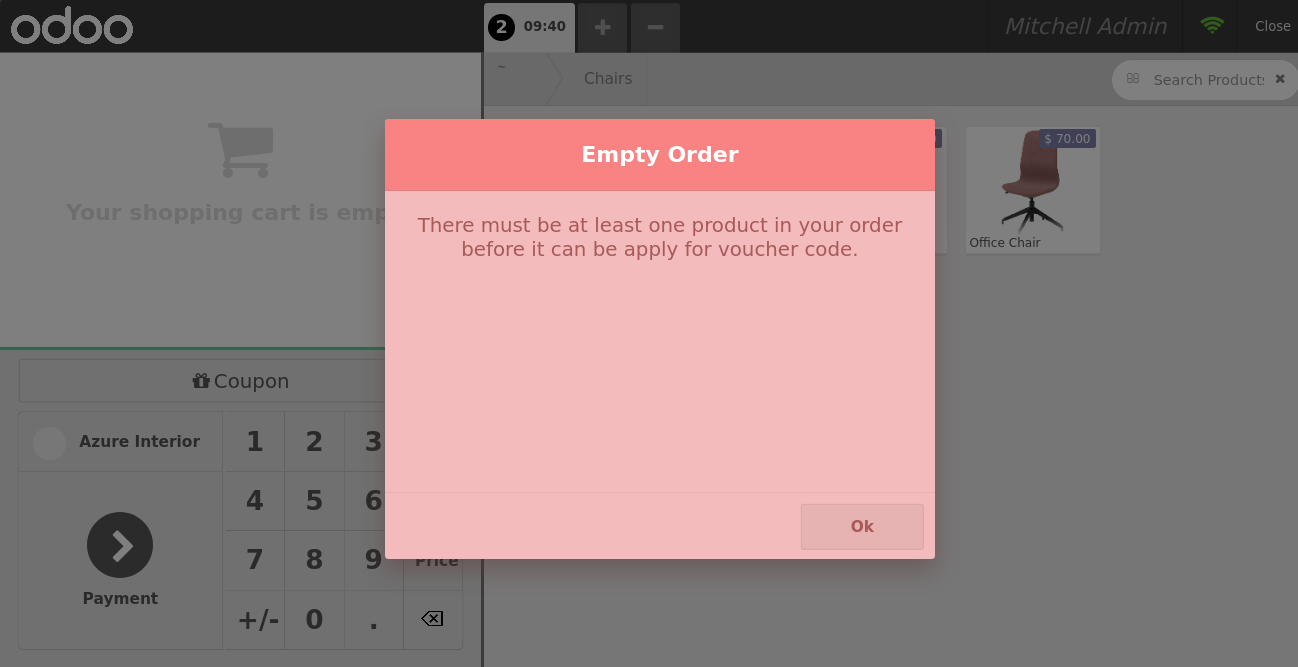 odoo
2 09:40 + −
Mitchell Admin
Close
~
Chairs
Search Products
Your shopping cart is emp
$ 70.00
Office Chair
Empty Order
There must be at least one product in your order
before it can be apply for voucher code.
Ok
Coupon
Azure Interior
1 2 3
4 5 6
7 8 9 Price
+/- 0 .
Payment